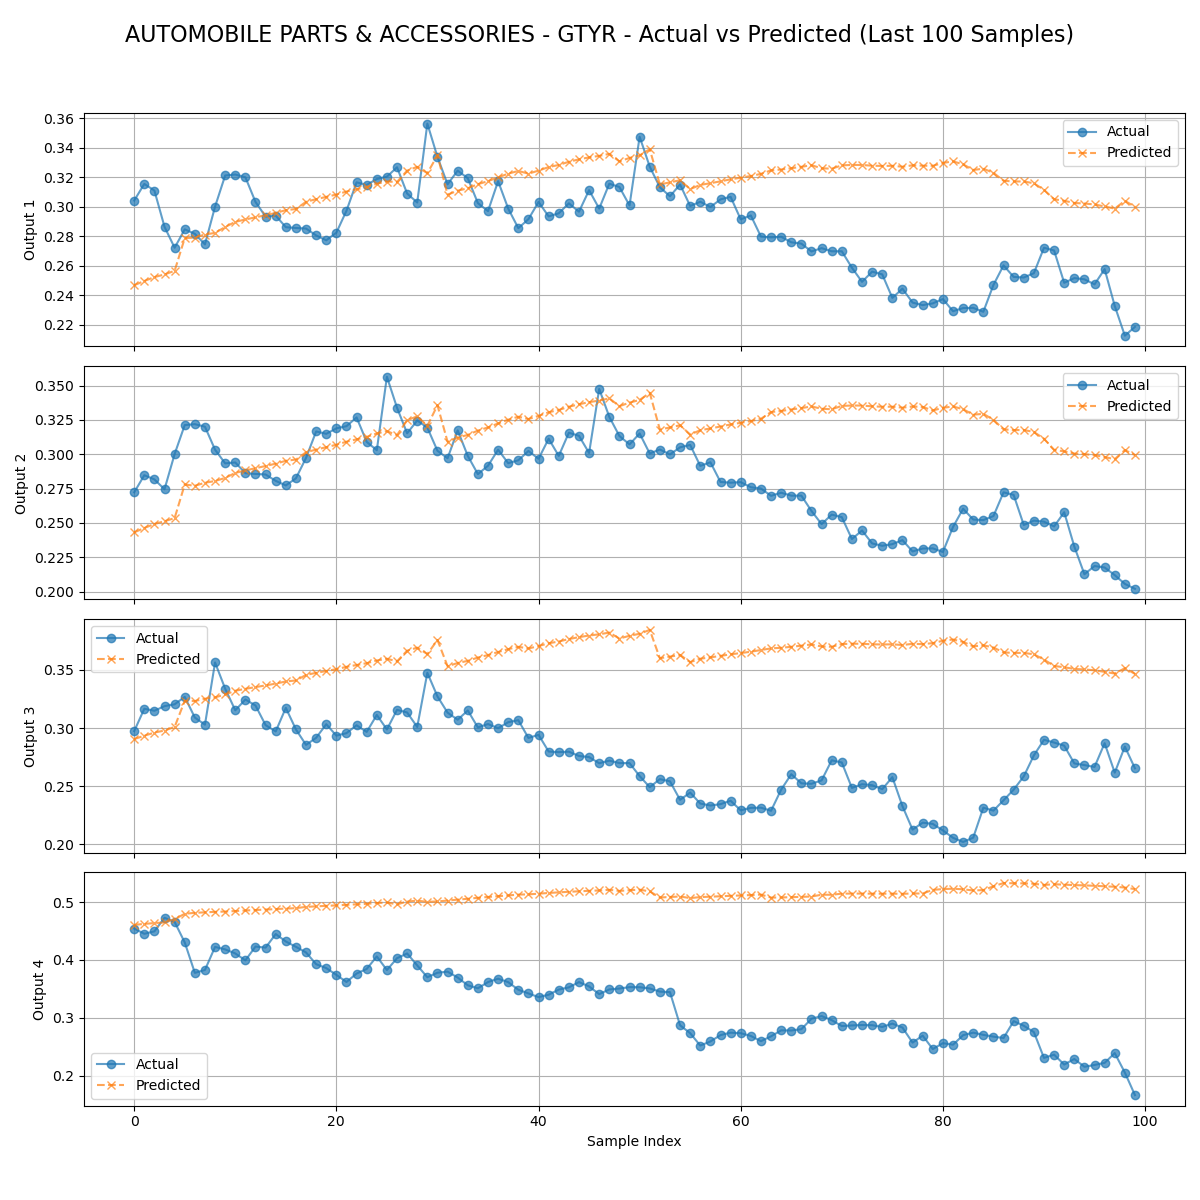 AUTOMOBILE PARTS & ACCESSORIES - GTYR - Actual vs Predicted (Last 100 Samples)
0.36
0.34
0.32
0.30
0.28
0.26
0.24
0.22
Output 1
Actual
Predicted
0.350
0.325
0.300
0.275
0.250
0.225
0.200
Output 2
Actual
Predicted
0.35
0.30
0.25
0.20
Output 3
Actual
Predicted
0.5
0.4
0.3
0.2
Output 4
Actual
Predicted
0 20 40 60 80 100
Sample Index